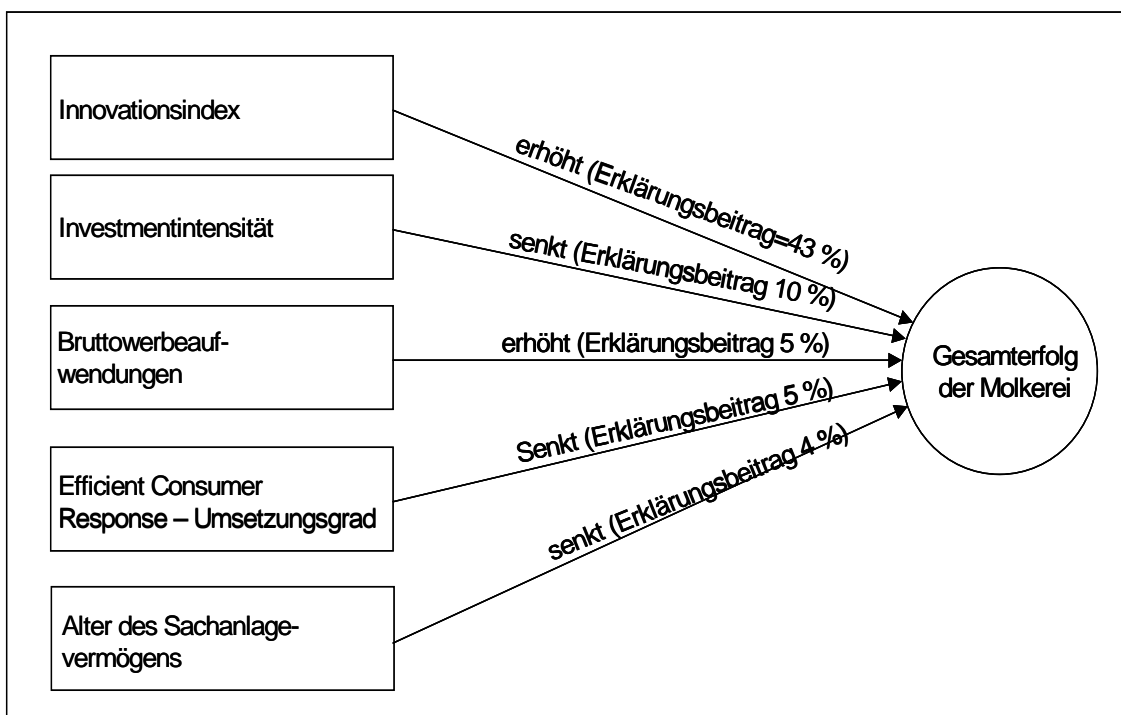 Innovationsindex
erhöht (Erklärungsbeitrag=43 %)
Investmentintensität
senkt (Erklärungsbeitrag 10 %)
Bruttowerbeauf-
wendungen
erhöht (Erklärungsbeitrag 5 %)
Gesamterfolg
der Molkerei
Efficient Consumer
Response – Umsetzungsgrad
Senkt (Erklärungsbeitrag 5 %)
Alter des Sachanlage-
vermögens
senkt (Erklärungsbeitrag 4 %)